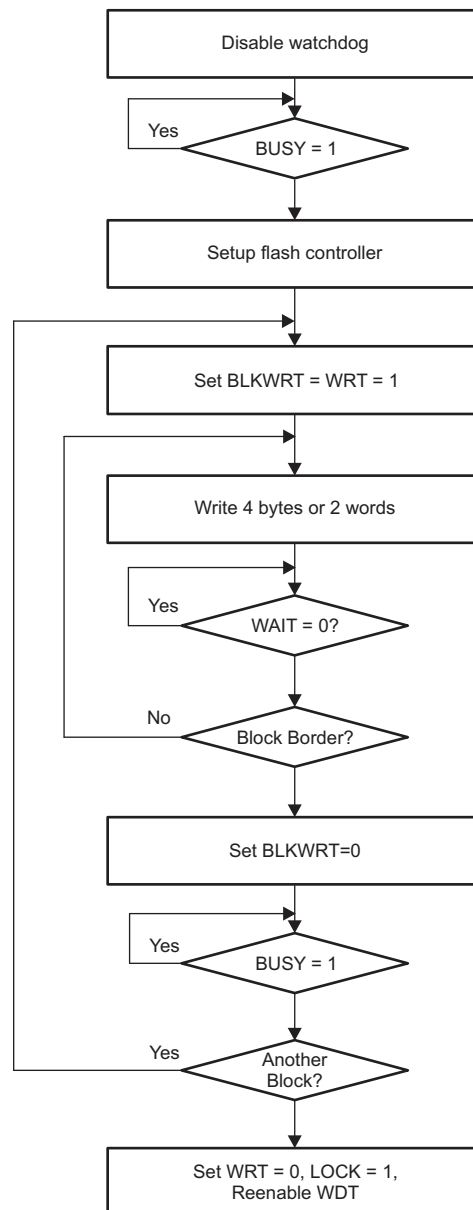 Disable watchdog
Yes
BUSY = 1
Setup flash controller
Set BLKWRT = WRT = 1
Write 4 bytes or 2 words
Yes
WAIT = 0?
No
Block Border?
Set BLKWRT=0
Yes
BUSY = 1
Yes
Another
Block?
Set WRT = 0, LOCK = 1,
Reenable WDT